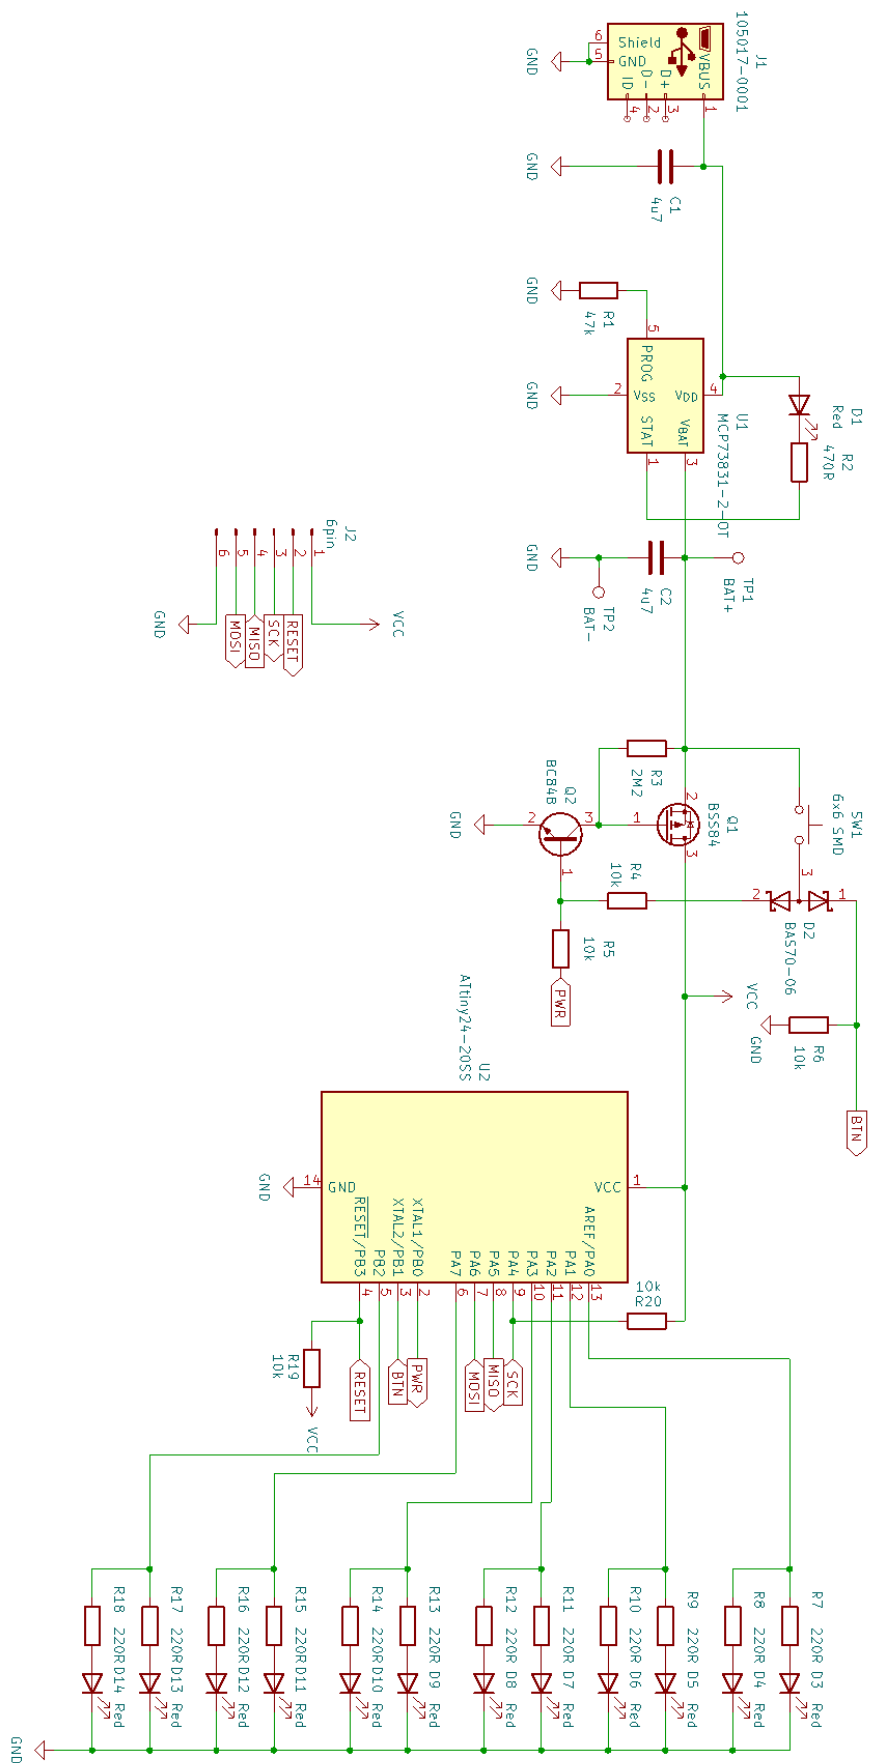 J1
105017-0001
VBUS
Shield
GND
D+
D-
ID
6
5
1
3
2
4
GND
C1
4u7
GND
R1
47k
GND
5
PROG
2
VSS
VDD
4
STAT
VBAT
1
3
GND
U1
MCP73831-2-OT
D1
Red
R2
470R
TP1
BAT+
C2
4u7
TP2
BAT-
GND
J2
6pin
1
2
3
4
5
6
VCC
RESET
SCK
MISO
MOSI
GND
SW1
6x6 SMD
Q1
BSS84
2
1
3
R3
2M2
Q2
BC84B
3
2
1
GND
R4
10k
R5
10k
PWR
D2
BAS70-06
1
2
3
VCC
R6
10k
GND
BTN
U2
ATtiny24-20SS
VCC
1
GND
14
GND
AREF/PA0
13
PA1
12
PA2
11
PA3
10
PA4
9
PA5
8
PA6
7
PA7
6
XTAL1/PB0
2
XTAL2/PB1
3
PB2
5
RESET/PB3
4
10k
R20
SCK
MISO
MOSI
PWR
BTN
RESET
R19
10k
VCC
R7
220R
D3
Red
R8
220R
D4
Red
R9
220R
D5
Red
R10
220R
D6
Red
R11
220R
D7
Red
R12
220R
D8
Red
R13
220R
D9
Red
R14
220R
D10
Red
R15
220R
D11
Red
R16
220R
D12
Red
R17
220R
D13
Red
R18
220R
D14
Red
GND